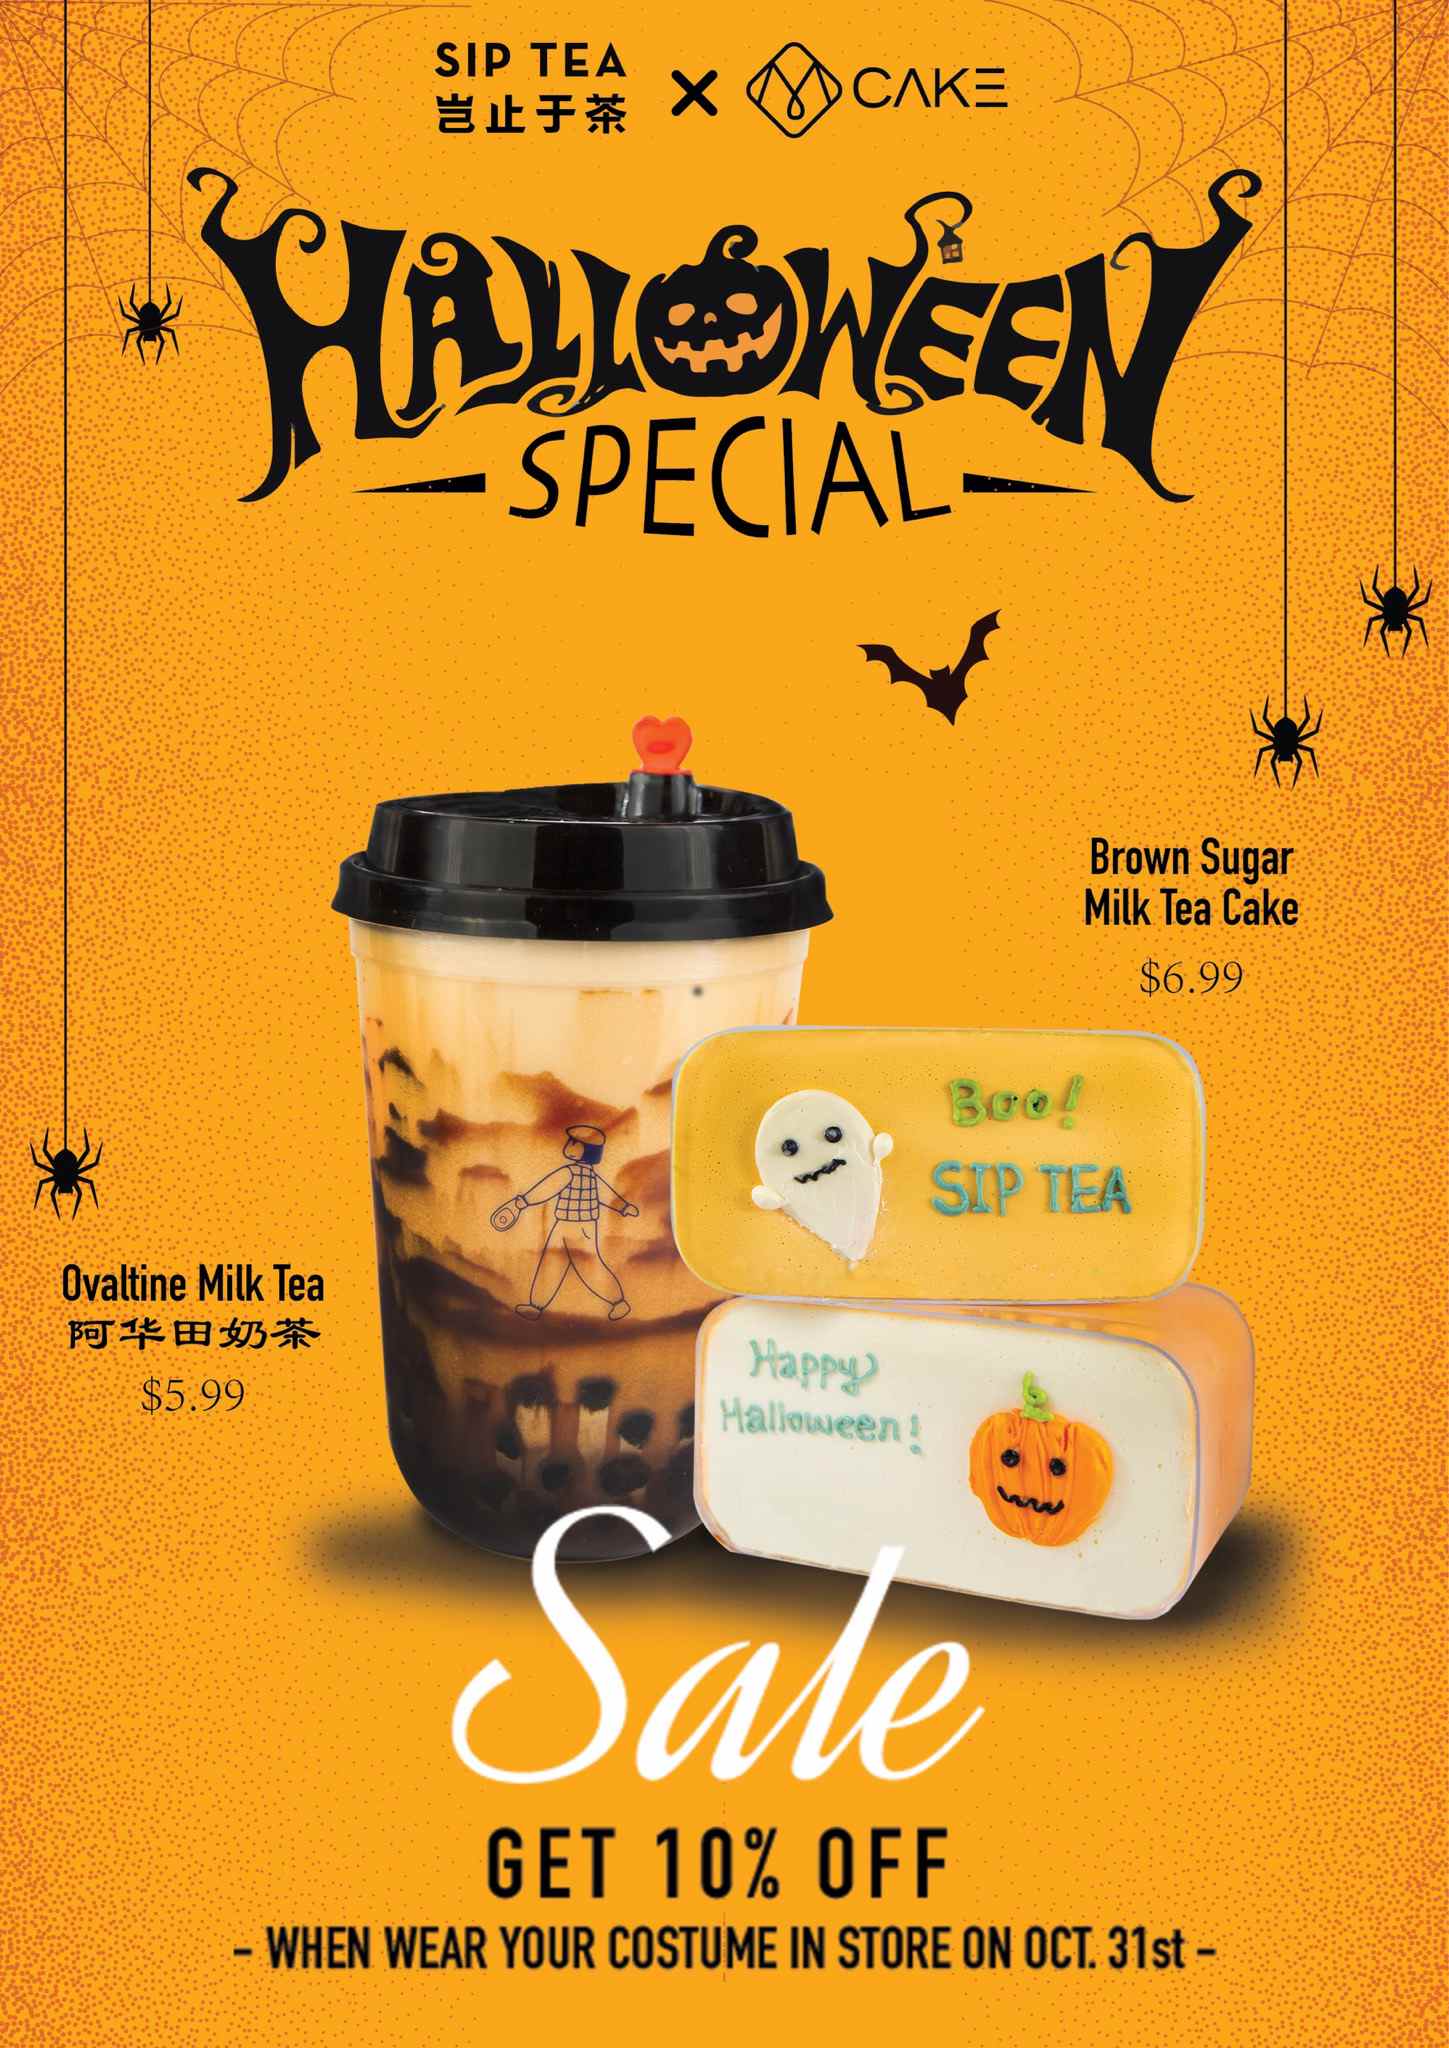 SIP TEA
岂止于茶
×
M CAKE
HALLOWEEN
SPECIAL
Brown Sugar
Milk Tea Cake
$6.99
Boo!
SIP TEA
Ovaltine Milk Tea
阿华田奶茶
$5.99
Happy
Halloween!
Sale
GET 10% OFF
- WHEN WEAR YOUR COSTUME IN STORE ON OCT. 31st -